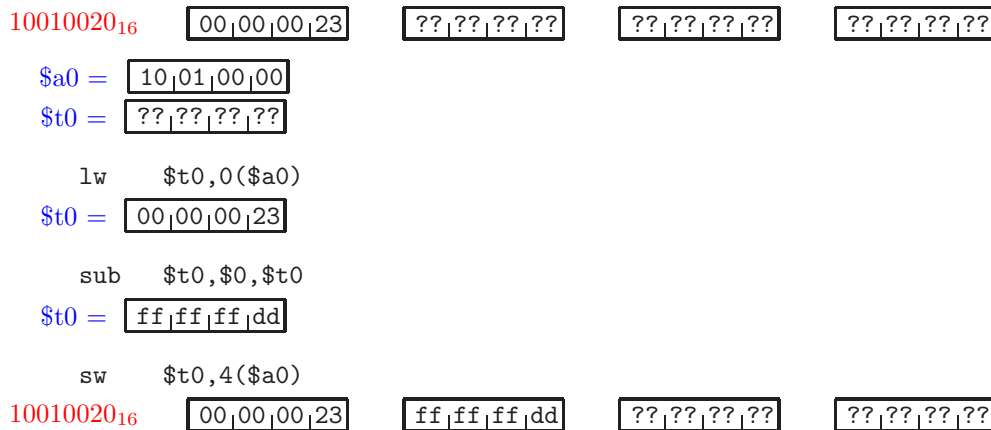 10010020₁₆ 00 00 00 23 ?? ?? ?? ?? ?? ?? ?? ?? ?? ?? ?? ??
$a0 = 10 01 00 00
$t0 = ?? ?? ?? ??
lw $t0,0($a0)
$t0 = 00 00 00 23
sub $t0,$0,$t0
$t0 = ff ff ff dd
sw $t0,4($a0)
10010020₁₆ 00 00 00 23 ff ff ff dd ?? ?? ?? ?? ?? ?? ?? ??